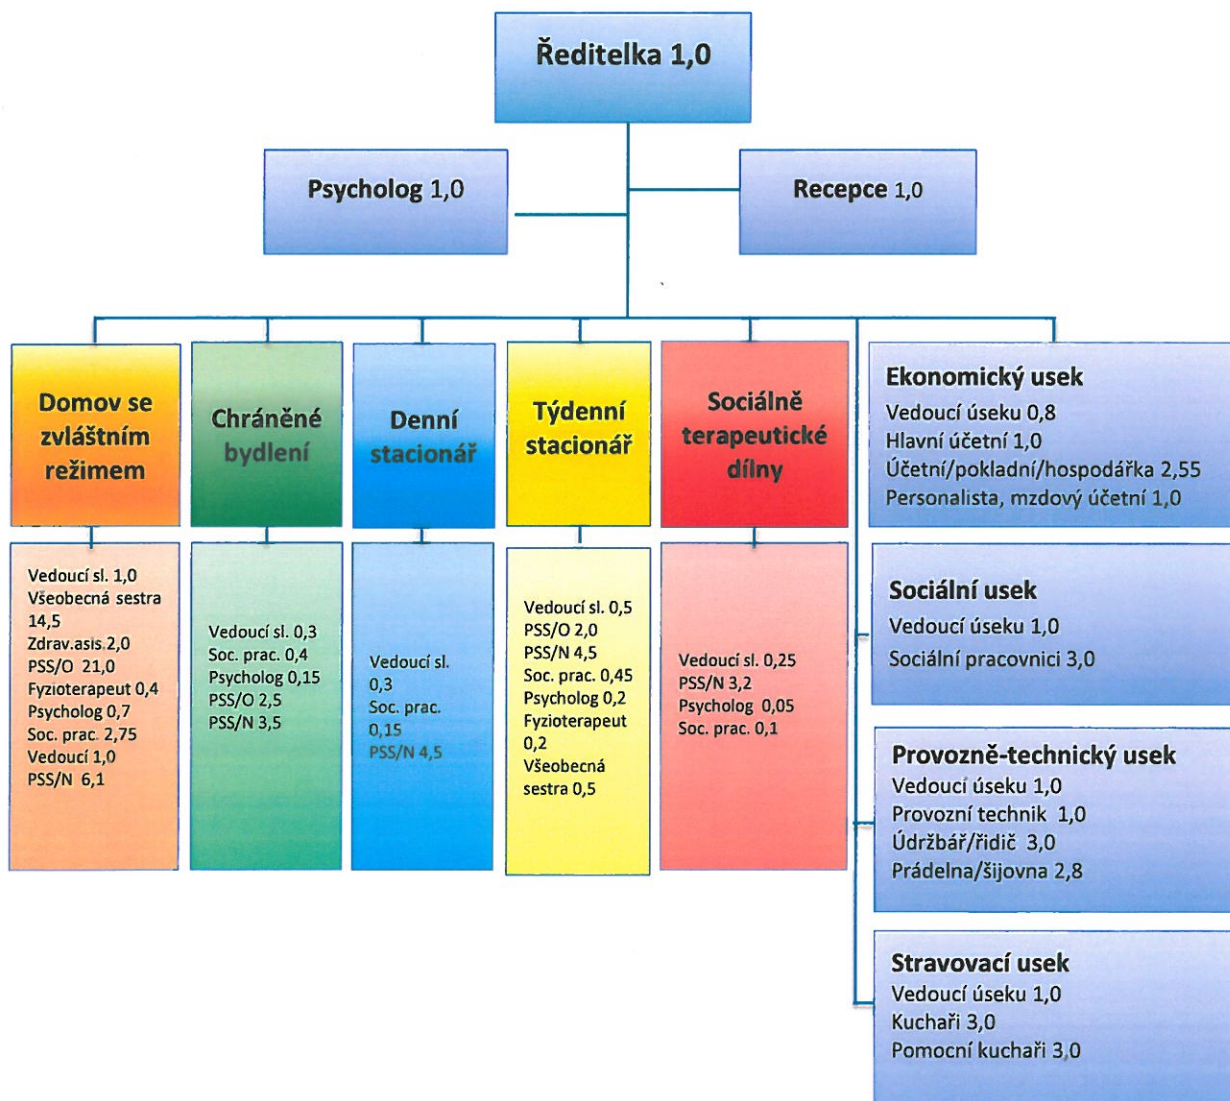 Ředitelka 1,0
Psycholog 1,0
Recepce 1,0
Domov se
zvláštním
režimem
Chráněné
bydlení
Denní
stacionář
Týdenní
stacionář
Sociálně
terapeutické
dílny
Ekonomický usek
Vedoucí úseku 0,8
Hlavní účetní 1,0
Účetní/pokladní/hospodářka 2,55
Personalista, mzdový účetní 1,0
Vedoucí sl. 1,0
Všeobecná sestra
14,5
Zdrav.asis.2,0
PSS/O 21,0
Fyzioterapeut 0,4
Psycholog 0,7
Soc. prac. 2,75
Vedoucí 1,0
PSS/N 6,1
Vedoucí sl. 0,3
Soc. prac. 0,4
Psycholog 0,15
PSS/O 2,5
PSS/N 3,5
Vedoucí sl.
0,3
Soc. prac.
0,15
PSS/N 4,5
Vedoucí sl. 0,5
PSS/O 2,0
PSS/N 4,5
Soc. prac. 0,45
Psycholog 0,2
Fyzioterapeut
0,2
Všeobecná
sestra 0,5
Vedoucí sl. 0,25
PSS/N 3,2
Psycholog 0,05
Soc. prac. 0,1
Sociální usek
Vedoucí úseku 1,0
Sociální pracovnici 3,0
Provozně-technický usek
Vedoucí úseku 1,0
Provozní technik 1,0
Údržbář/řidič 3,0
Prádelna/šijovna 2,8
Stravovací usek
Vedoucí úseku 1,0
Kuchaři 3,0
Pomocní kuchaři 3,0